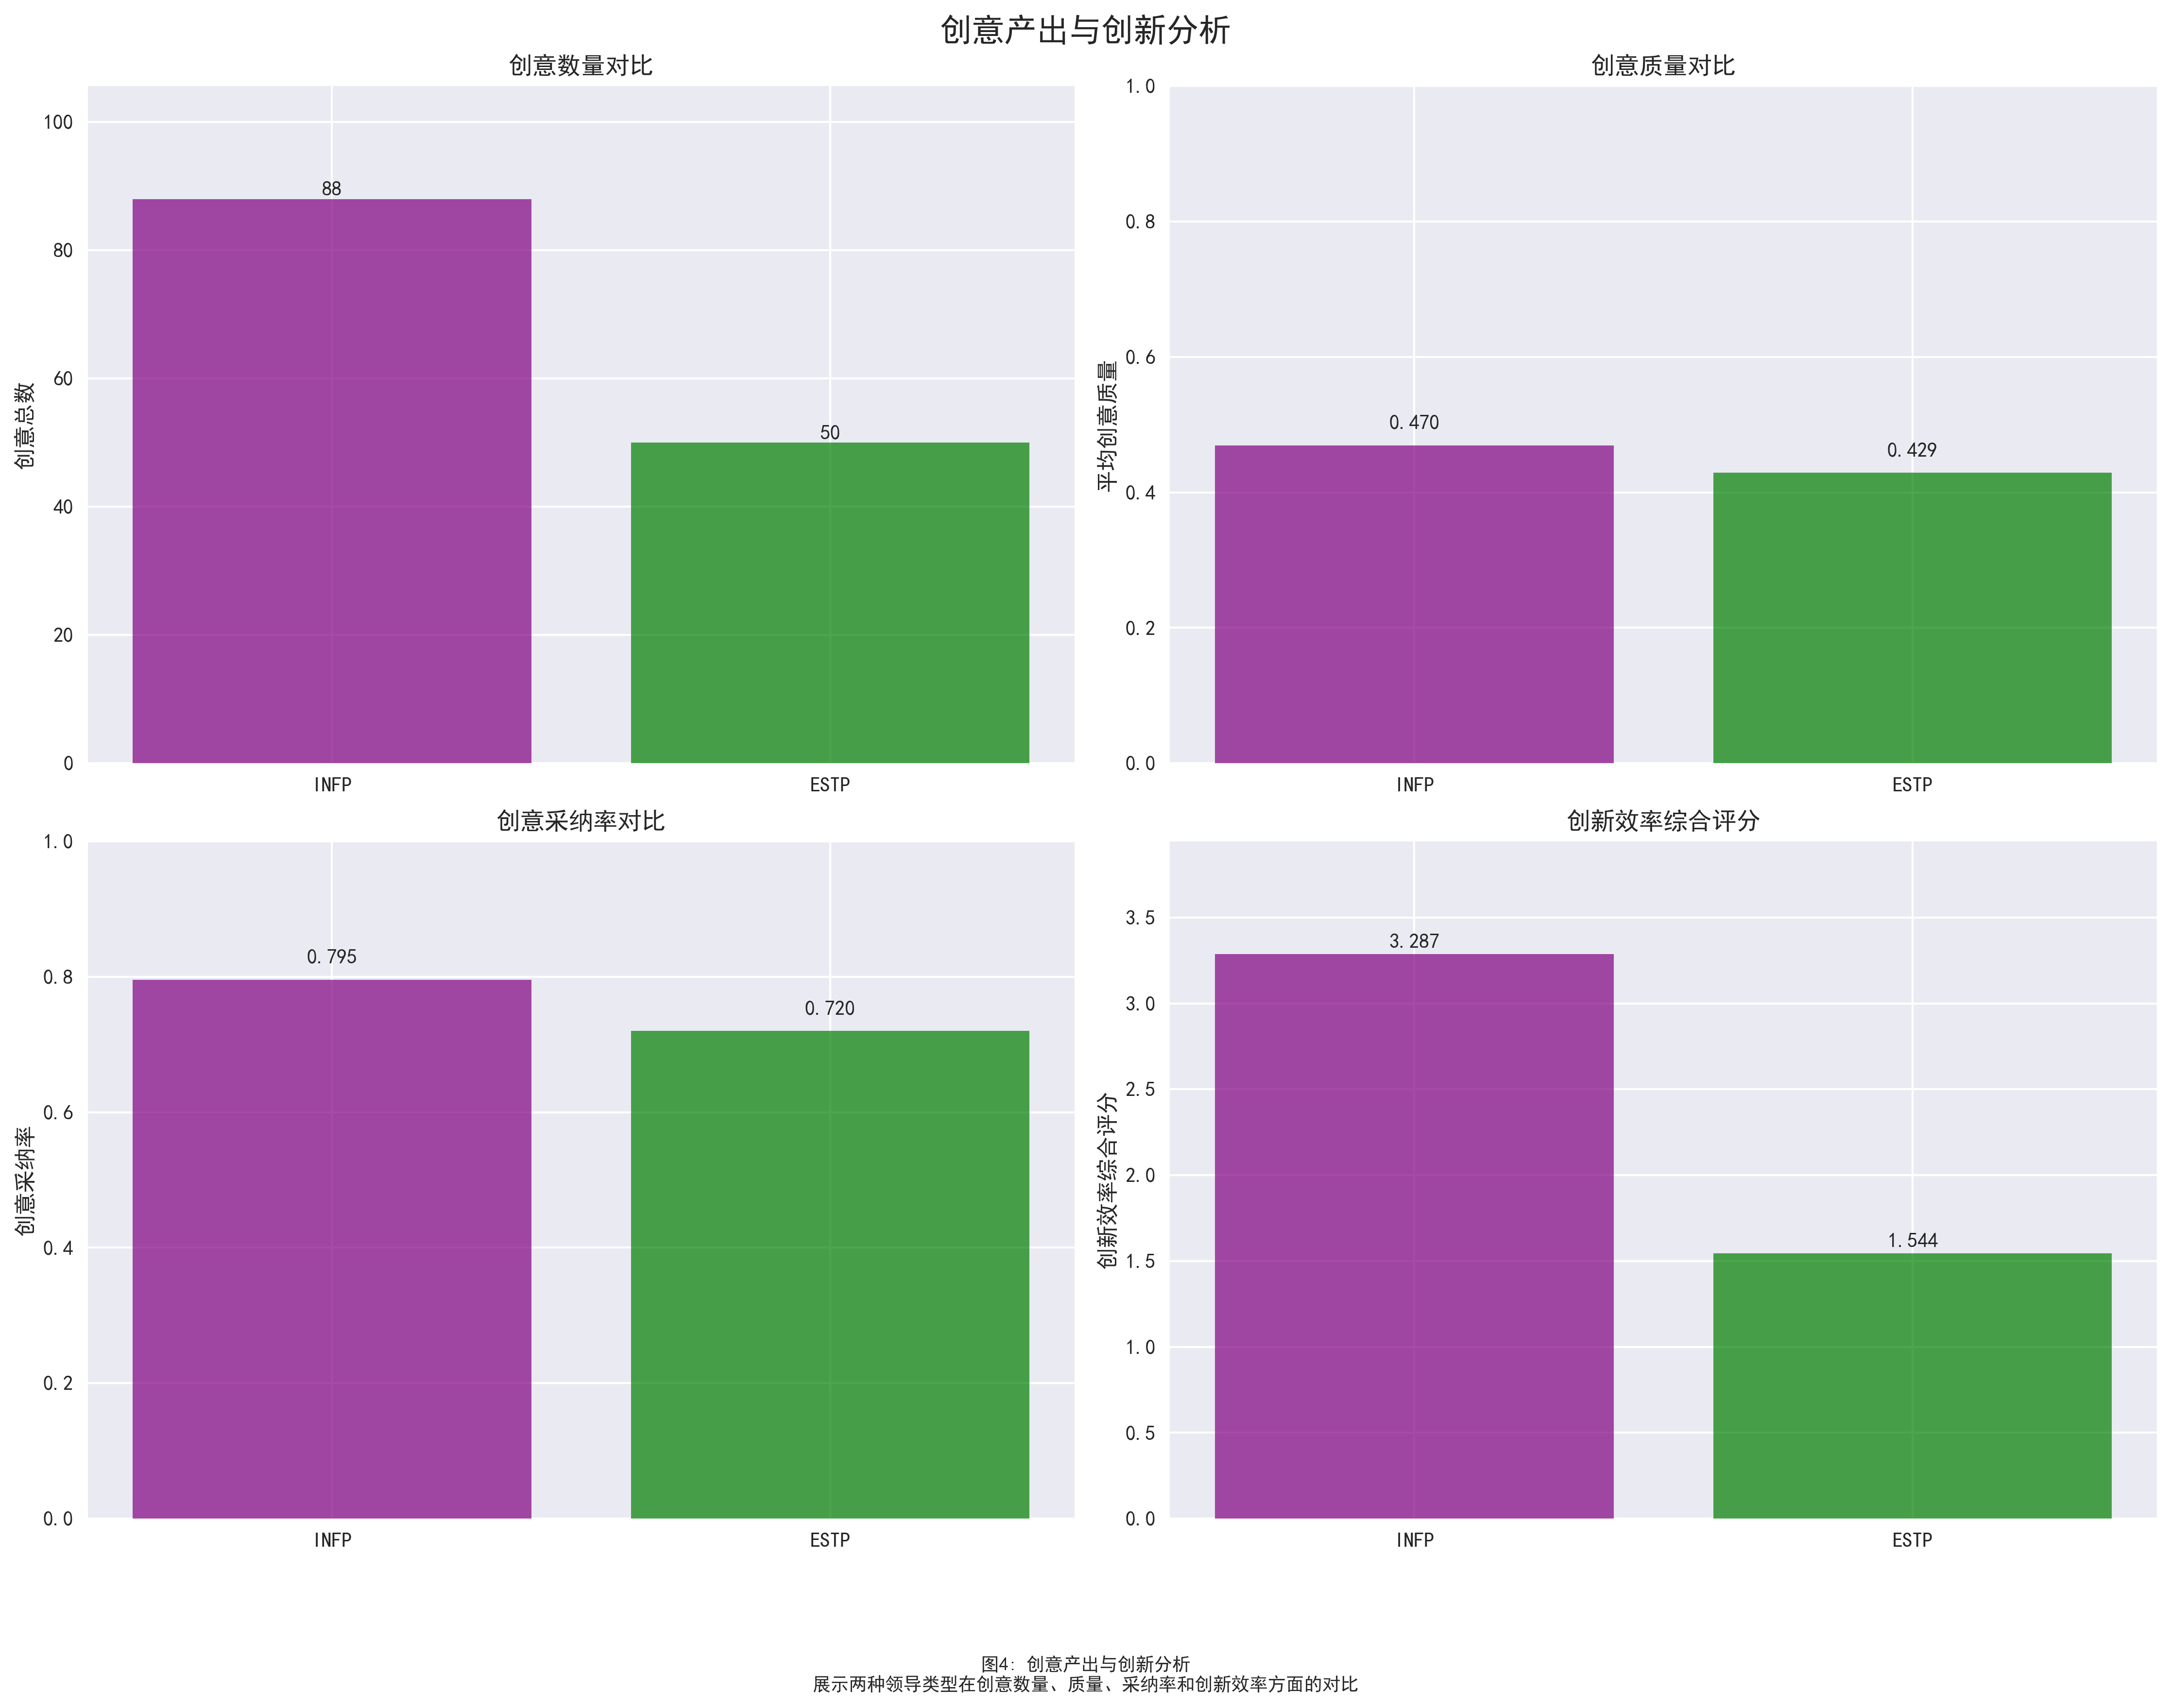 创意产出与创新分析
创意数量对比
创意总数
100
80
60
40
20
0
88
50
INFP
ESTP
创意质量对比
平均创意质量
1.0
0.8
0.6
0.4
0.2
0.0
0.470
0.429
INFP
ESTP
创意采纳率对比
创意采纳率
1.0
0.8
0.6
0.4
0.2
0.0
0.795
0.720
INFP
ESTP
创新效率综合评分
创新效率综合评分
3.5
3.0
2.5
2.0
1.5
1.0
0.5
0.0
3.287
1.544
INFP
ESTP
图4: 创意产出与创新分析
展示两种领导类型在创意数量、质量、采纳率和创新效率方面的对比